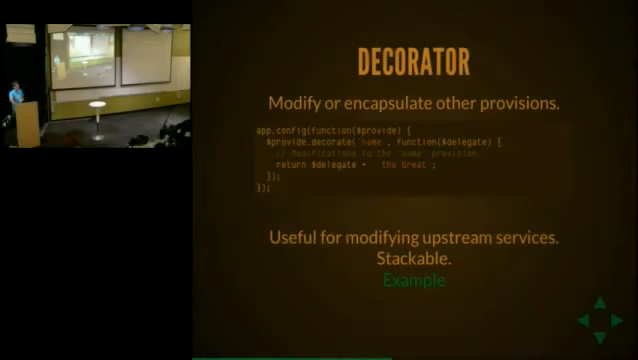 DECORATOR
Modify or encapsulate other provisions.
app.config(function($provide) {
$provide.decorate('name', function($delegate) {
// Modifications to the 'name' provision.
return $delegate + ' the Great';
});
});
Useful for modifying upstream services.
Stackable.
Example